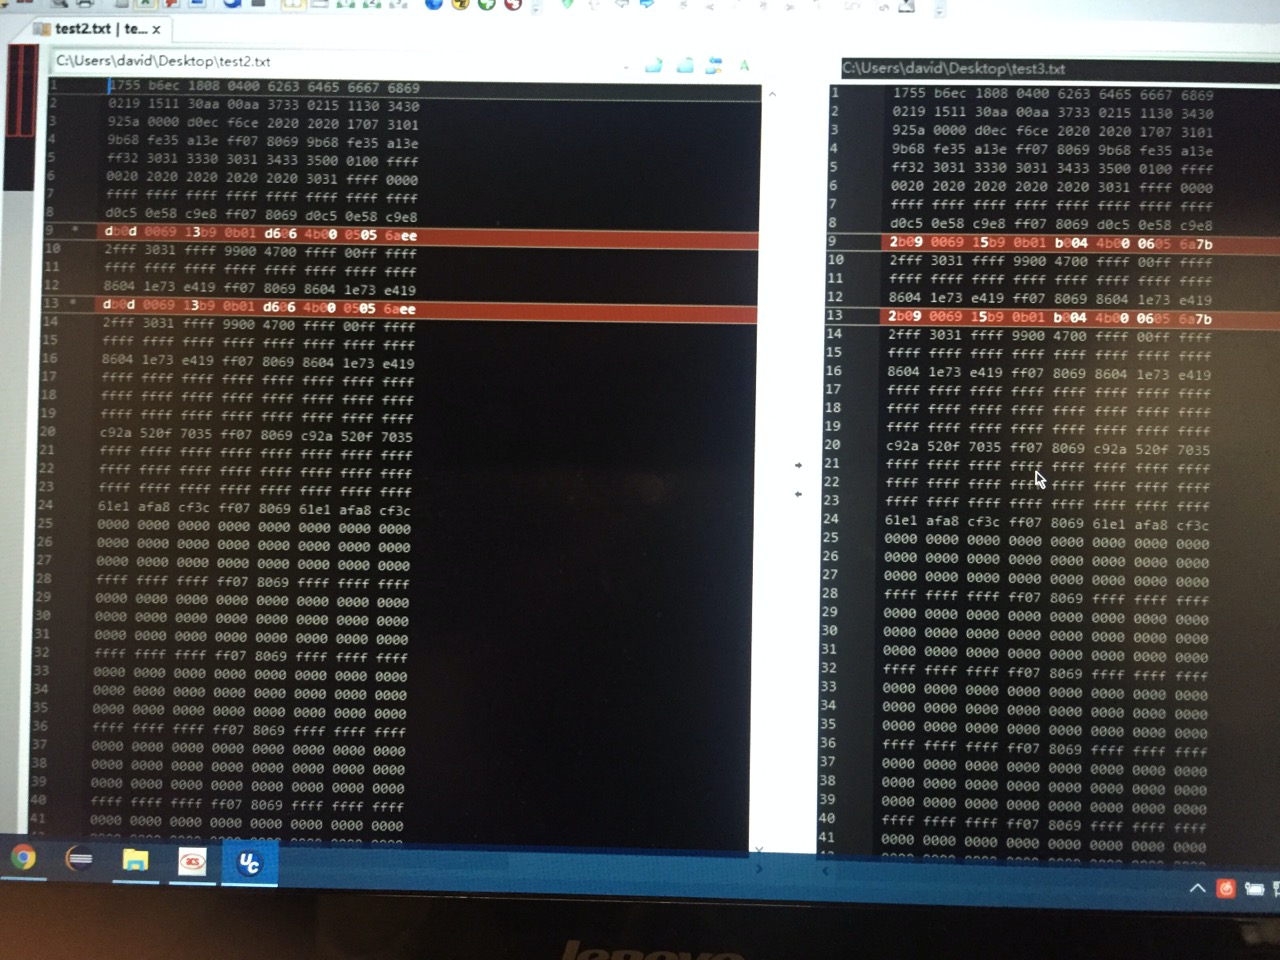 test2.txt | te... x
C:\Users\david\Desktop\test2.txt
A
1 1755 b6ec 1808 0400 6263 6465 6667 6869
2 0219 1511 30aa 00aa 3733 0215 1130 3430
3 925a 0000 d0ec f6ce 2020 2020 1707 3101
4 9b68 fe35 a13e ff07 8069 9b68 fe35 a13e
5 ff32 3031 3330 3031 3433 3500 0100 ffff
6 0020 2020 2020 2020 2020 3031 ffff 0000
7 ffff ffff ffff ffff ffff ffff ffff ffff
8 d0c5 0e58 c9e8 ff07 8069 d0c5 0e58 c9e8
9 * db0d 0069 13b9 0b01 d606 4b00 0505 6aee
10 2fff 3031 ffff 9900 4700 ffff 00ff ffff
11 ffff ffff ffff ffff ffff ffff ffff ffff
12 8604 1e73 e419 ff07 8069 8604 1e73 e419
13 * db0d 0069 13b9 0b01 d606 4b00 0505 6aee
14 2fff 3031 ffff 9900 4700 ffff 00ff ffff
15 ffff ffff ffff ffff ffff ffff ffff ffff
16 8604 1e73 e419 ff07 8069 8604 1e73 e419
17 ffff ffff ffff ffff ffff ffff ffff ffff
18 ffff ffff ffff ffff ffff ffff ffff ffff
19 ffff ffff ffff ffff ffff ffff ffff ffff
20 c92a 520f 7035 ff07 8069 c92a 520f 7035
21 ffff ffff ffff ffff ffff ffff ffff ffff
22 ffff ffff ffff ffff ffff ffff ffff ffff
23 ffff ffff ffff ffff ffff ffff ffff ffff
24 61e1 afa8 cf3c ff07 8069 61e1 afa8 cf3c
25 0000 0000 0000 0000 0000 0000 0000 0000
26 0000 0000 0000 0000 0000 0000 0000 0000
27 0000 0000 0000 0000 0000 0000 0000 0000
28 ffff ffff ffff ff07 8069 ffff ffff ffff
29 0000 0000 0000 0000 0000 0000 0000 0000
30 0000 0000 0000 0000 0000 0000 0000 0000
31 0000 0000 0000 0000 0000 0000 0000 0000
32 ffff ffff ffff ff07 8069 ffff ffff ffff
33 0000 0000 0000 0000 0000 0000 0000 0000
34 0000 0000 0000 0000 0000 0000 0000 0000
35 0000 0000 0000 0000 0000 0000 0000 0000
36 ffff ffff ffff ff07 8069 ffff ffff ffff
37 0000 0000 0000 0000 0000 0000 0000 0000
38 0000 0000 0000 0000 0000 0000 0000 0000
39 0000 0000 0000 0000 0000 0000 0000 0000
40 ffff ffff ffff ff07 8069 ffff ffff ffff
41 0000 0000 0000 0000 0000 0000 0000 0000
C:\Users\david\Desktop\test3.txt
1 1755 b6ec 1808 0400 6263 6465 6667 6869
2 0219 1511 30aa 00aa 3733 0215 1130 3430
3 925a 0000 d0ec f6ce 2020 2020 1707 3101
4 9b68 fe35 a13e ff07 8069 9b68 fe35 a13e
5 ff32 3031 3330 3031 3433 3500 0100 ffff
6 0020 2020 2020 2020 2020 3031 ffff 0000
7 ffff ffff ffff ffff ffff ffff ffff ffff
8 d0c5 0e58 c9e8 ff07 8069 d0c5 0e58 c9e8
9 2b09 0069 15b9 0b01 b004 4b00 0605 6a7b
10 2fff 3031 ffff 9900 4700 ffff 00ff ffff
11 ffff ffff ffff ffff ffff ffff ffff ffff
12 8604 1e73 e419 ff07 8069 8604 1e73 e419
13 2b09 0069 15b9 0b01 b004 4b00 0605 6a7b
14 2fff 3031 ffff 9900 4700 ffff 00ff ffff
15 ffff ffff ffff ffff ffff ffff ffff ffff
16 8604 1e73 e419 ff07 8069 8604 1e73 e419
17 ffff ffff ffff ffff ffff ffff ffff ffff
18 ffff ffff ffff ffff ffff ffff ffff ffff
19 ffff ffff ffff ffff ffff ffff ffff ffff
20 c92a 520f 7035 ff07 8069 c92a 520f 7035
21 ffff ffff ffff ffff ffff ffff ffff ffff
22 ffff ffff ffff ffff ffff ffff ffff ffff
23 ffff ffff ffff ffff ffff ffff ffff ffff
24 61e1 afa8 cf3c ff07 8069 61e1 afa8 cf3c
25 0000 0000 0000 0000 0000 0000 0000 0000
26 0000 0000 0000 0000 0000 0000 0000 0000
27 0000 0000 0000 0000 0000 0000 0000 0000
28 ffff ffff ffff ff07 8069 ffff ffff ffff
29 0000 0000 0000 0000 0000 0000 0000 0000
30 0000 0000 0000 0000 0000 0000 0000 0000
31 0000 0000 0000 0000 0000 0000 0000 0000
32 ffff ffff ffff ff07 8069 ffff ffff ffff
33 0000 0000 0000 0000 0000 0000 0000 0000
34 0000 0000 0000 0000 0000 0000 0000 0000
35 0000 0000 0000 0000 0000 0000 0000 0000
36 ffff ffff ffff ff07 8069 ffff ffff ffff
37 0000 0000 0000 0000 0000 0000 0000 0000
38 0000 0000 0000 0000 0000 0000 0000 0000
39 0000 0000 0000 0000 0000 0000 0000 0000
40 ffff ffff ffff ff07 8069 ffff ffff ffff
41 0000 0000 0000 0000 0000 0000 0000 0000
acs
UC
lenovo